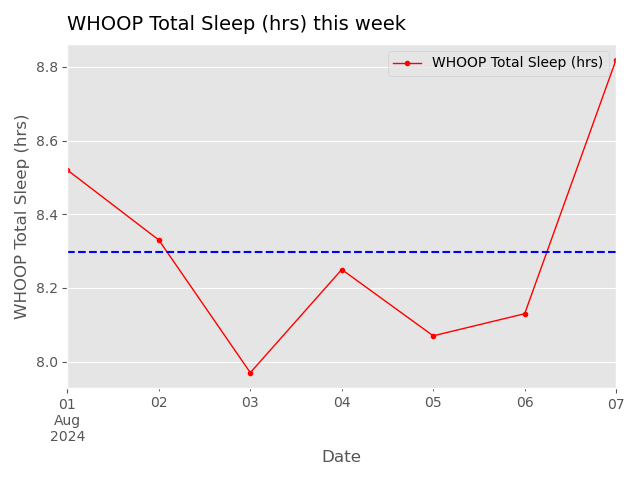 WHOOP Total Sleep (hrs) this week
WHOOP Total Sleep (hrs)
WHOOP Total Sleep (hrs)
8.8
8.6
8.4
8.2
8.0
01 02 03 04 05 06 07
Aug
2024
Date